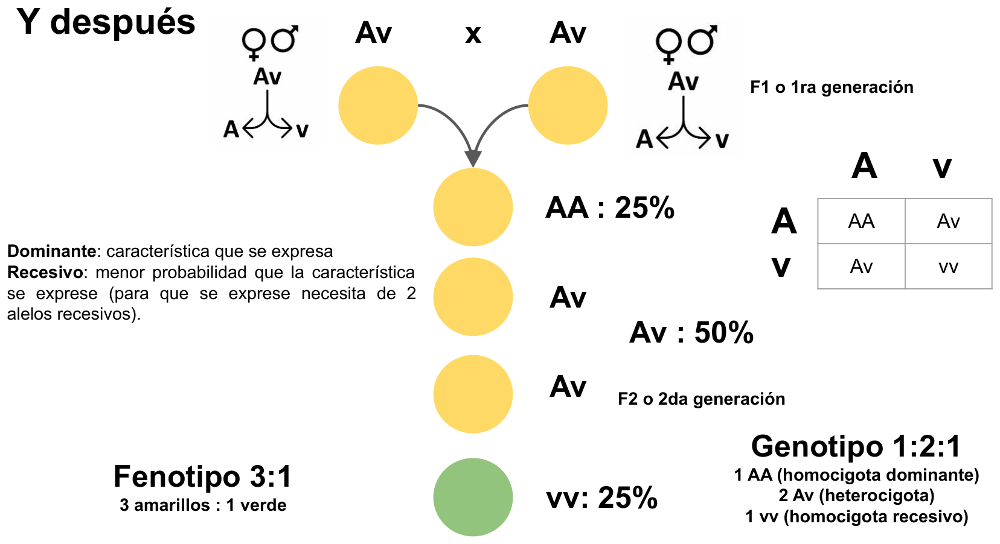 Y después
Av x Av
♀♂
Av
A v
♀♂
Av
A v
F1 o 1ra generación
A v
A AA Av
v Av vv
AA : 25%
Dominante: característica que se expresa
Recesivo: menor probabilidad que la característica
se exprese (para que se exprese necesita de 2
alelos recesivos).
Av
Av : 50%
Av
F2 o 2da generación
Fenotipo 3:1
3 amarillos : 1 verde
vv: 25%
Genotipo 1:2:1
1 AA (homocigota dominante)
2 Av (heterocigota)
1 vv (homocigota recesivo)